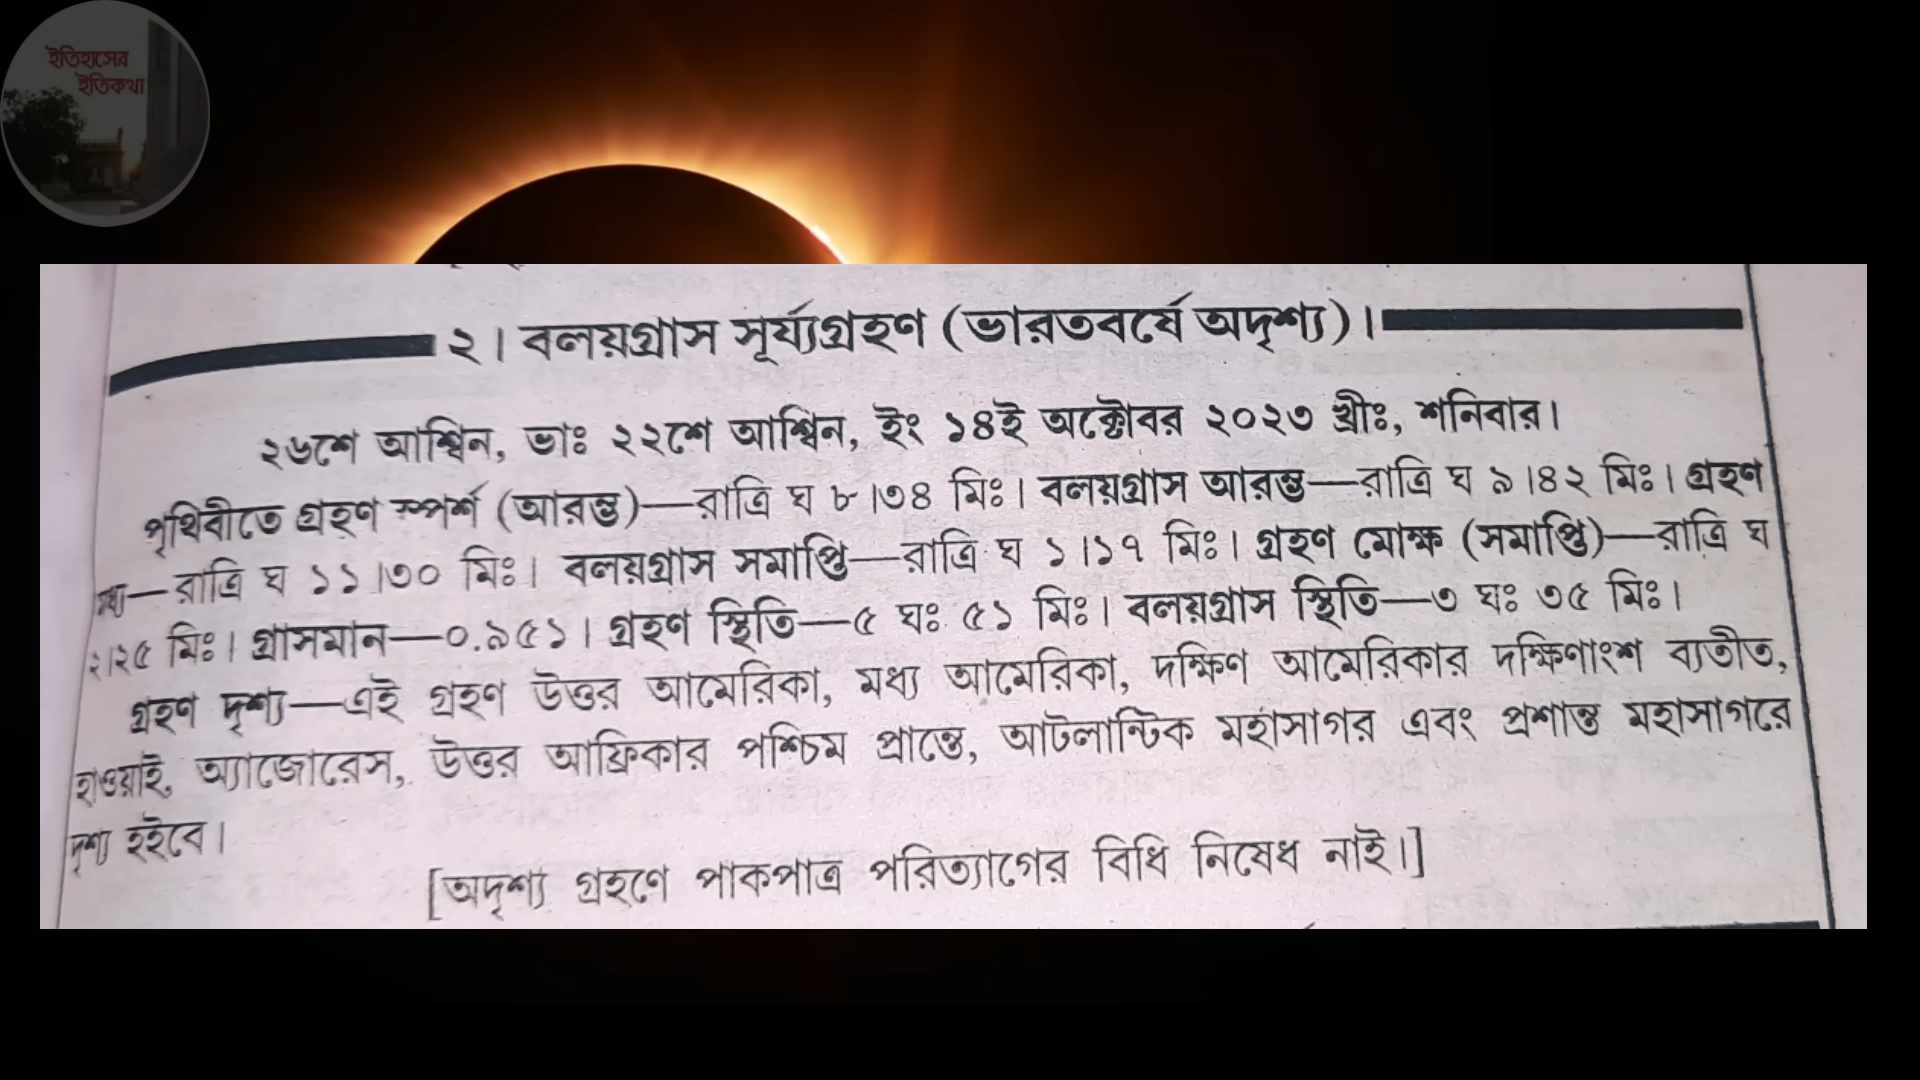 ইতিহাসের
ইতিকথা
২। বলয়গ্রাস সূর্য্যগ্রহণ (ভারতবর্ষে অদৃশ্য)।
২৬শে আশ্বিন, ভাঃ ২২শে আশ্বিন, ইং ১৪ই অক্টোবর ২০২৩ খ্রীঃ, শনিবার।
পৃথিবীতে গ্রহণ স্পর্শ (আরম্ভ)—রাত্রি ঘ ৮।৩৪ মিঃ। বলয়গ্রাস আরম্ভ—রাত্রি ঘ ৯।৪২ মিঃ। গ্রহণ
মধ্য—রাত্রি ঘ ১১।৩০ মিঃ। বলয়গ্রাস সমাপ্তি—রাত্রি ঘ ১।১৭ মিঃ। গ্রহণ মোক্ষ (সমাপ্তি)—রাত্রি ঘ
২।২৫ মিঃ। গ্রাসমান—০.৯৫১। গ্রহণ স্থিতি—৫ ঘঃ ৫১ মিঃ। বলয়গ্রাস স্থিতি—৩ ঘঃ ৩৫ মিঃ।
গ্রহণ দৃশ্য—এই গ্রহণ উত্তর আমেরিকা, মধ্য আমেরিকা, দক্ষিণ আমেরিকার দক্ষিণাংশ ব্যতীত,
হাওয়াই, অ্যাজোরেস, উত্তর আফ্রিকার পশ্চিম প্রান্তে, আটলান্টিক মহাসাগর এবং প্রশান্ত মহাসাগরে
দৃশ্য হইবে।
[অদৃশ্য গ্রহণে পাকপাত্র পরিত্যাগের বিধি নিষেধ নাই।]